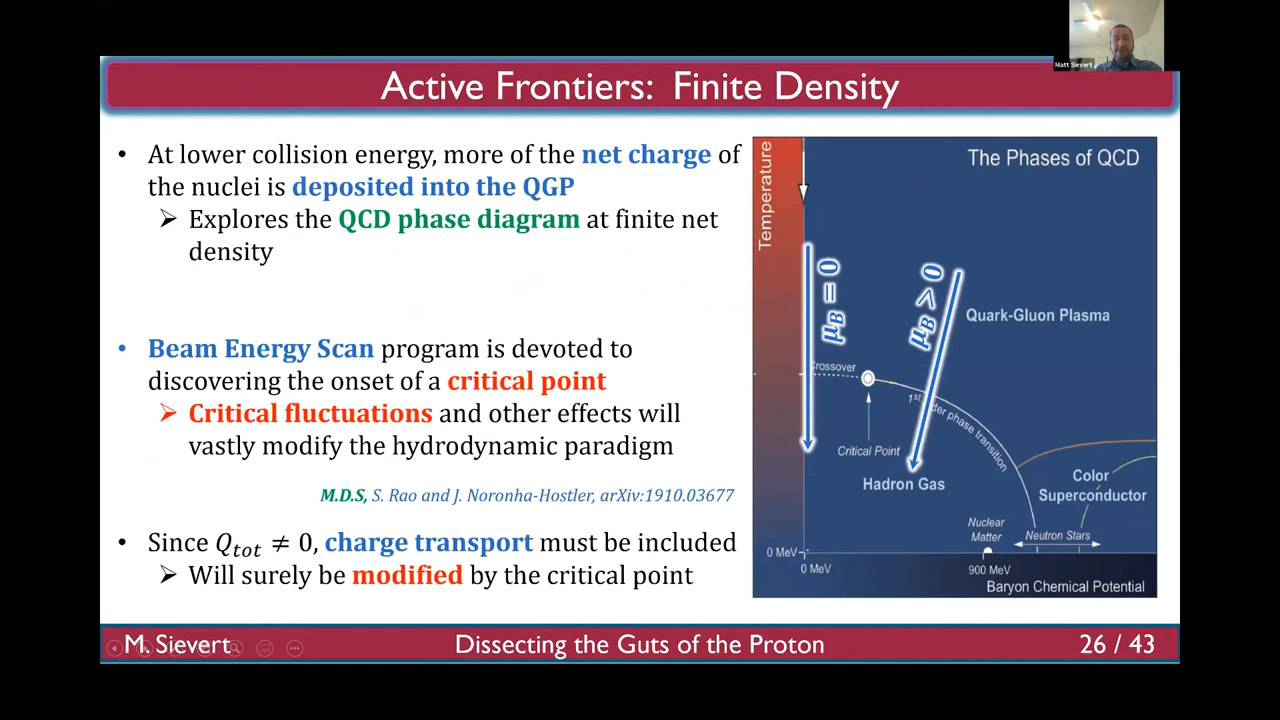 Matt Sievert
Active Frontiers: Finite Density
• At lower collision energy, more of the net charge of
the nuclei is deposited into the QGP
➢ Explores the QCD phase diagram at finite net
density
• Beam Energy Scan program is devoted to
discovering the onset of a critical point
➢ Critical fluctuations and other effects will
vastly modify the hydrodynamic paradigm
M.D.S, S. Rao and J. Noronha-Hostler, arXiv:1910.03677
• Since Q_tot ≠ 0, charge transport must be included
➢ Will surely be modified by the critical point
The Phases of QCD
Temperature
μ_B = 0
μ_B > 0
Quark-Gluon Plasma
Crossover
1st order phase transition
Critical Point
Hadron Gas
Color
Superconductor
Nuclear
Matter
Neutron Stars
0 MeV
0 MeV
900 MeV
Baryon Chemical Potential
M. Sievert
Dissecting the Guts of the Proton
26 / 43